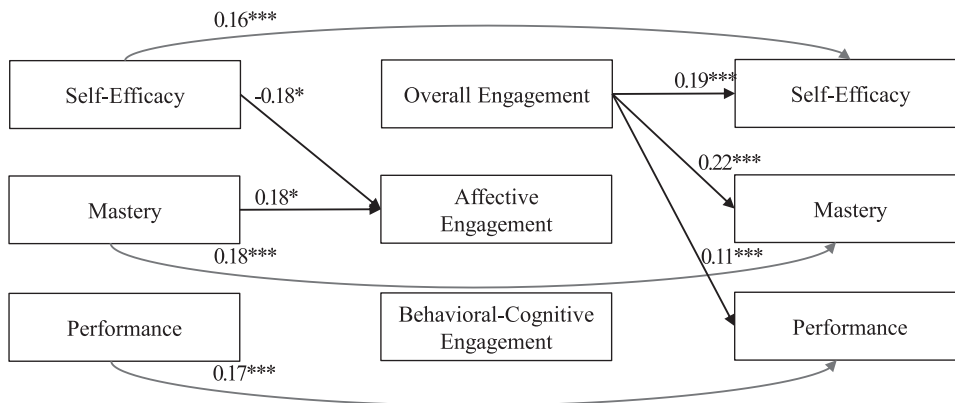 0.16***
Self-Efficacy
-0.18*
Overall Engagement
0.19***
Self-Efficacy
Mastery
0.18*
Affective
Engagement
0.22***
Mastery
0.18***
0.11***
Performance
Behavioral-Cognitive
Engagement
Performance
0.17***